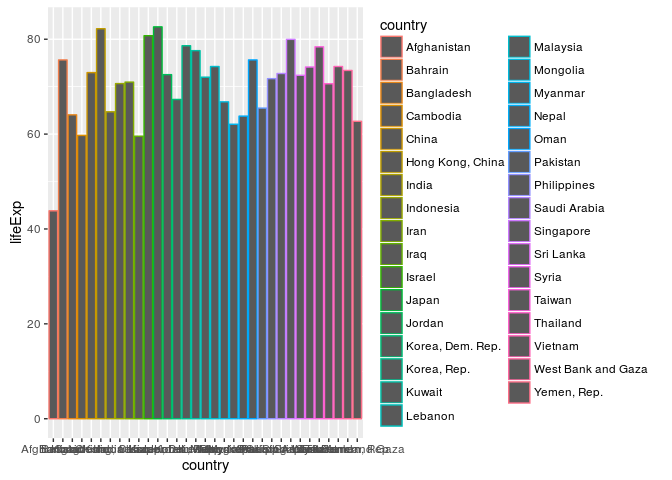 80
60
40
20
0
lifeExp
country
country
Afghanistan
Bahrain
Bangladesh
Cambodia
China
Hong Kong, China
India
Indonesia
Iran
Iraq
Israel
Japan
Jordan
Korea, Dem. Rep.
Korea, Rep.
Kuwait
Lebanon
Malaysia
Mongolia
Myanmar
Nepal
Oman
Pakistan
Philippines
Saudi Arabia
Singapore
Sri Lanka
Syria
Taiwan
Thailand
Vietnam
West Bank and Gaza
Yemen, Rep.